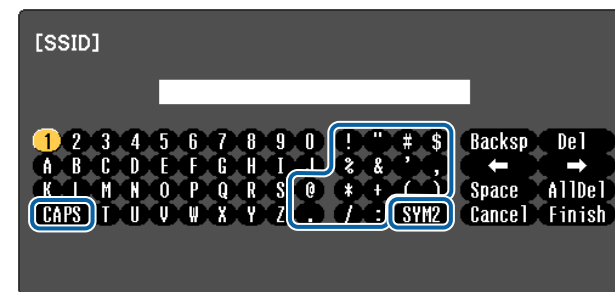 [SSID]
1 2 3 4 5 6 7 8 9 0 ! " # $ Backsp Del
A B C D E F G H I J % & ' , ← →
K L M N O P Q R S @ * + ( ) Space AllDel
CAPS T U V W X Y Z . / : SYM2 Cancel Finish